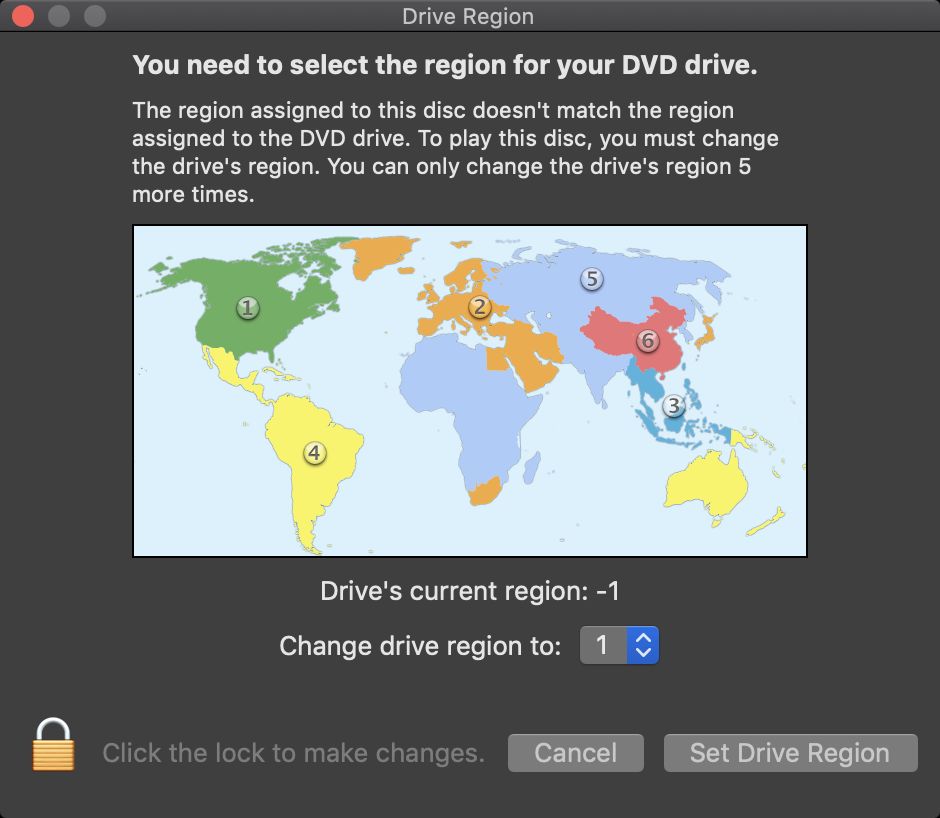 Drive Region
You need to select the region for your DVD drive.
The region assigned to this disc doesn't match the region
assigned to the DVD drive. To play this disc, you must change
the drive's region. You can only change the drive's region 5
more times.
1
2
5
6
3
4
Drive's current region: -1
Change drive region to: 1
Click the lock to make changes. Cancel Set Drive Region